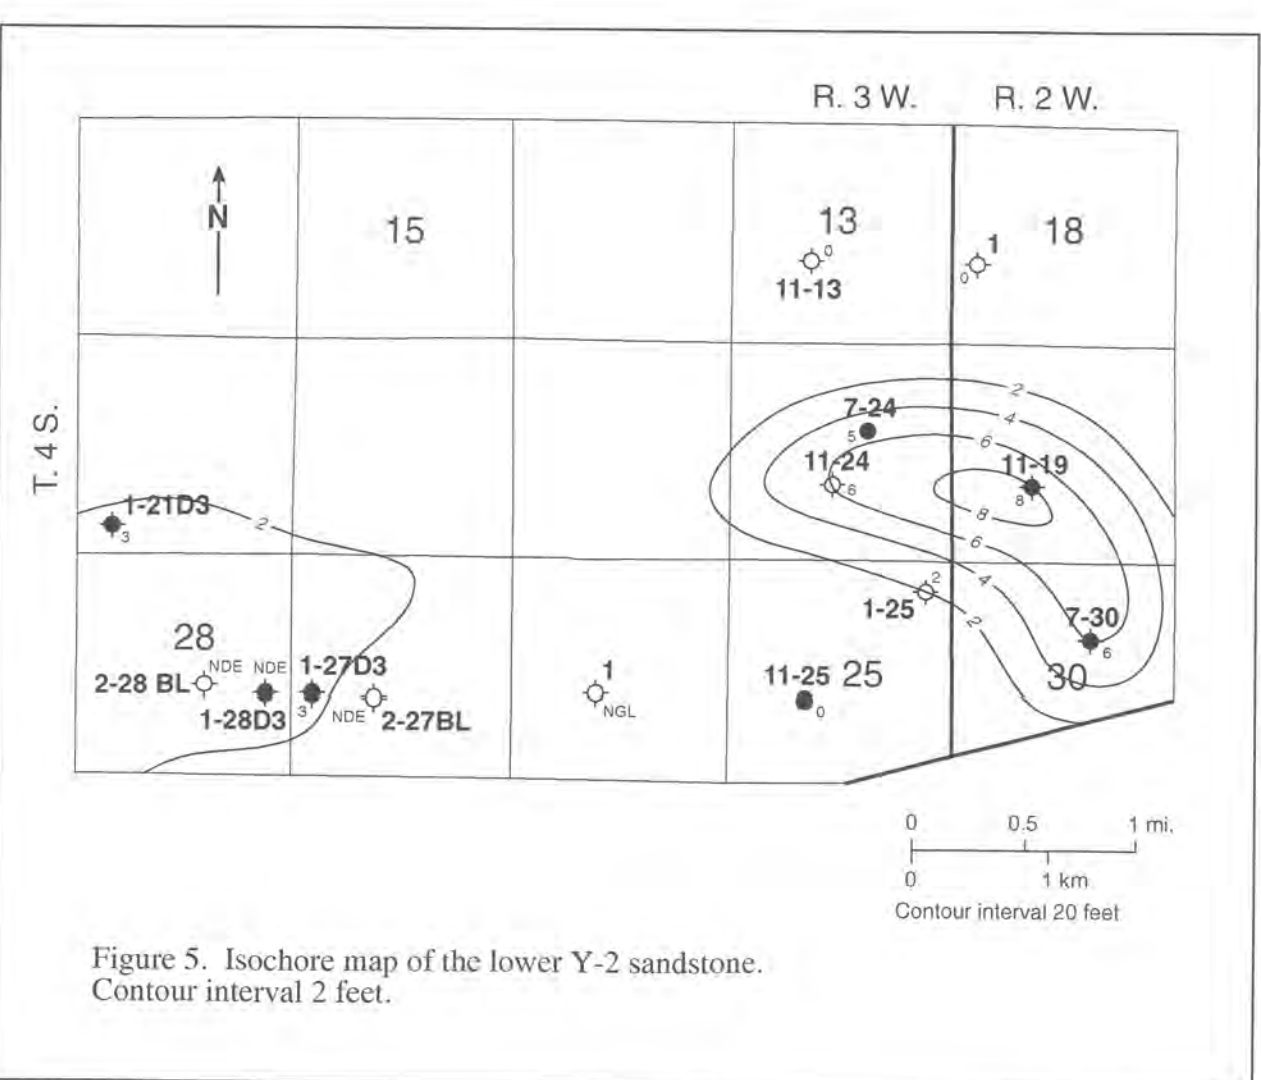 R. 3 W. R. 2 W.
N
15
13
18
0
1
0
11-13
T. 4 S.
2
7-24
4
5
6
11-24
11-19
6
8
8
1-21D3
2
3
6
2
4
1-25
2
7-30
6
28
NDE NDE 1-27D3
2-28 BL
1
11-25 25
30
1-28D3 3 NDE 2-27BL
NGL
0
0 0.5 1 mi.
0 1 km
Contour interval 20 feet
Figure 5. Isochore map of the lower Y-2 sandstone.
Contour interval 2 feet.